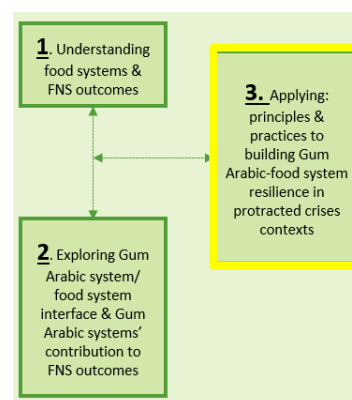 1. Understanding
food systems &
FNS outcomes
2. Exploring Gum
Arabic system/
food system
interface & Gum
Arabic systems’
contribution to
FNS outcomes
3. Applying:
principles &
practices to
building Gum
Arabic-food system
resilience in
protracted crises
contexts